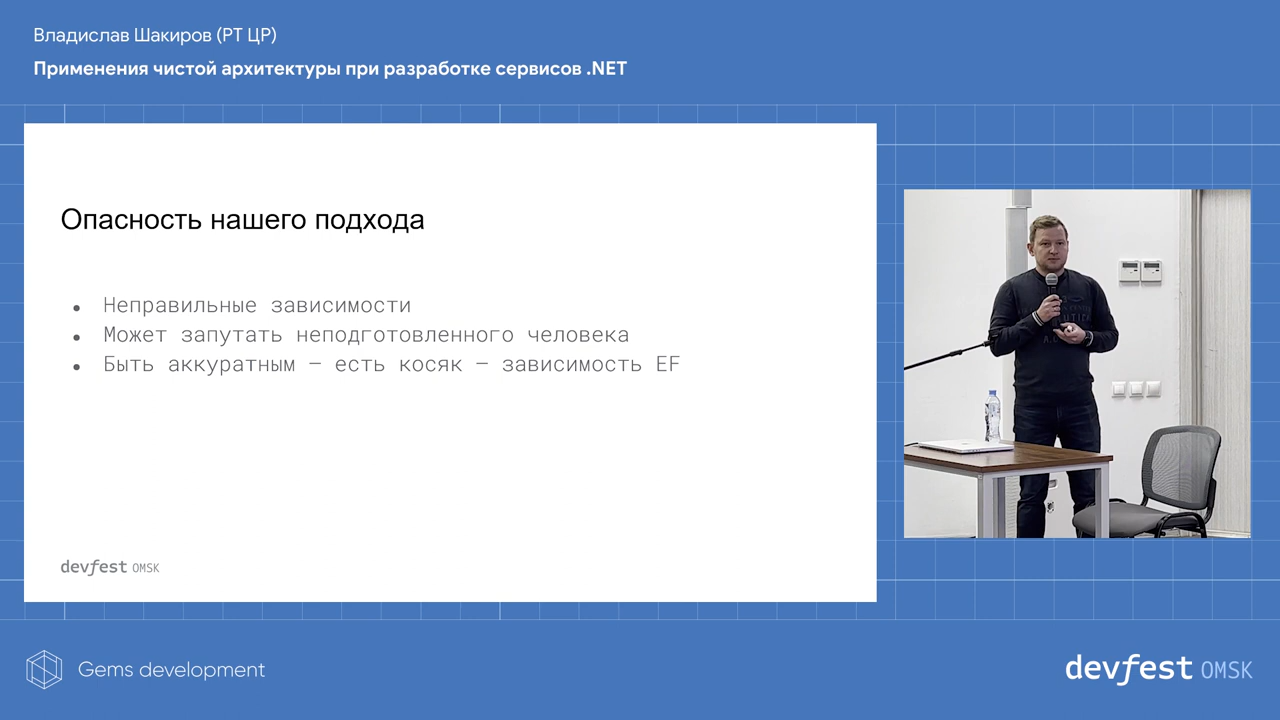 Владислав Шакиров (РТ ЦР)
Применения чистой архитектуры при разработке сервисов .NET
Опасность нашего подхода
● Неправильные зависимости
● Может запутать неподготовленного человека
● Быть аккуратным – есть косяк – зависимость EF
devfest OMSK
Gems development
devfest OMSK